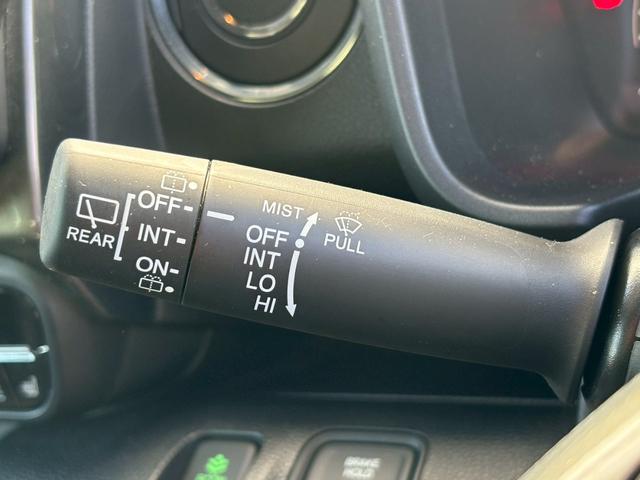 REAR
OFF
INT
ON
MIST
OFF
INT
LO
HI
PULL
BRAKE
HOLD